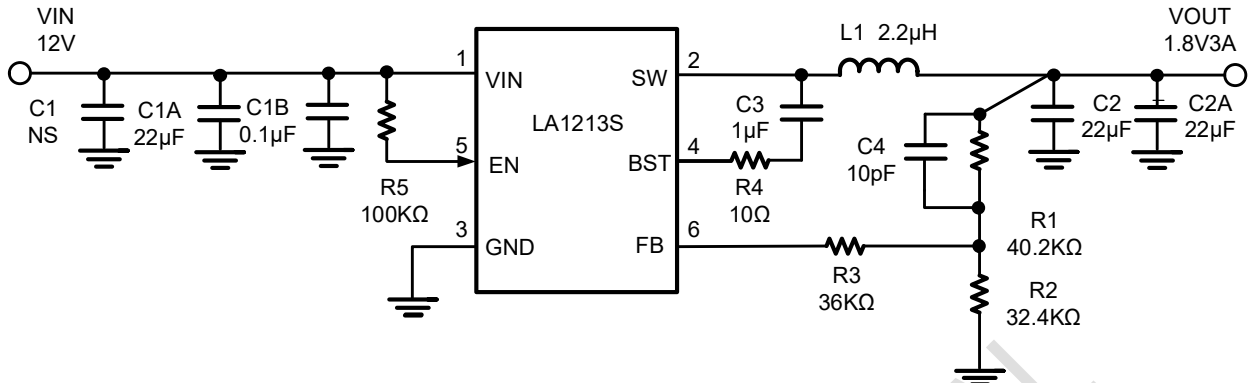 VIN
12V
VOUT
1.8V3A
L1 2.2µH
1
VIN
SW
2
C1
NS
C1A
22µF
C1B
0.1µF
LA1213S
C3
1µF
C2
22µF
C2A
22µF
5
EN
BST
4
R4
10Ω
C4
10pF
R5
100KΩ
3
GND
FB
6
R3
36KΩ
R1
40.2KΩ
R2
32.4KΩ